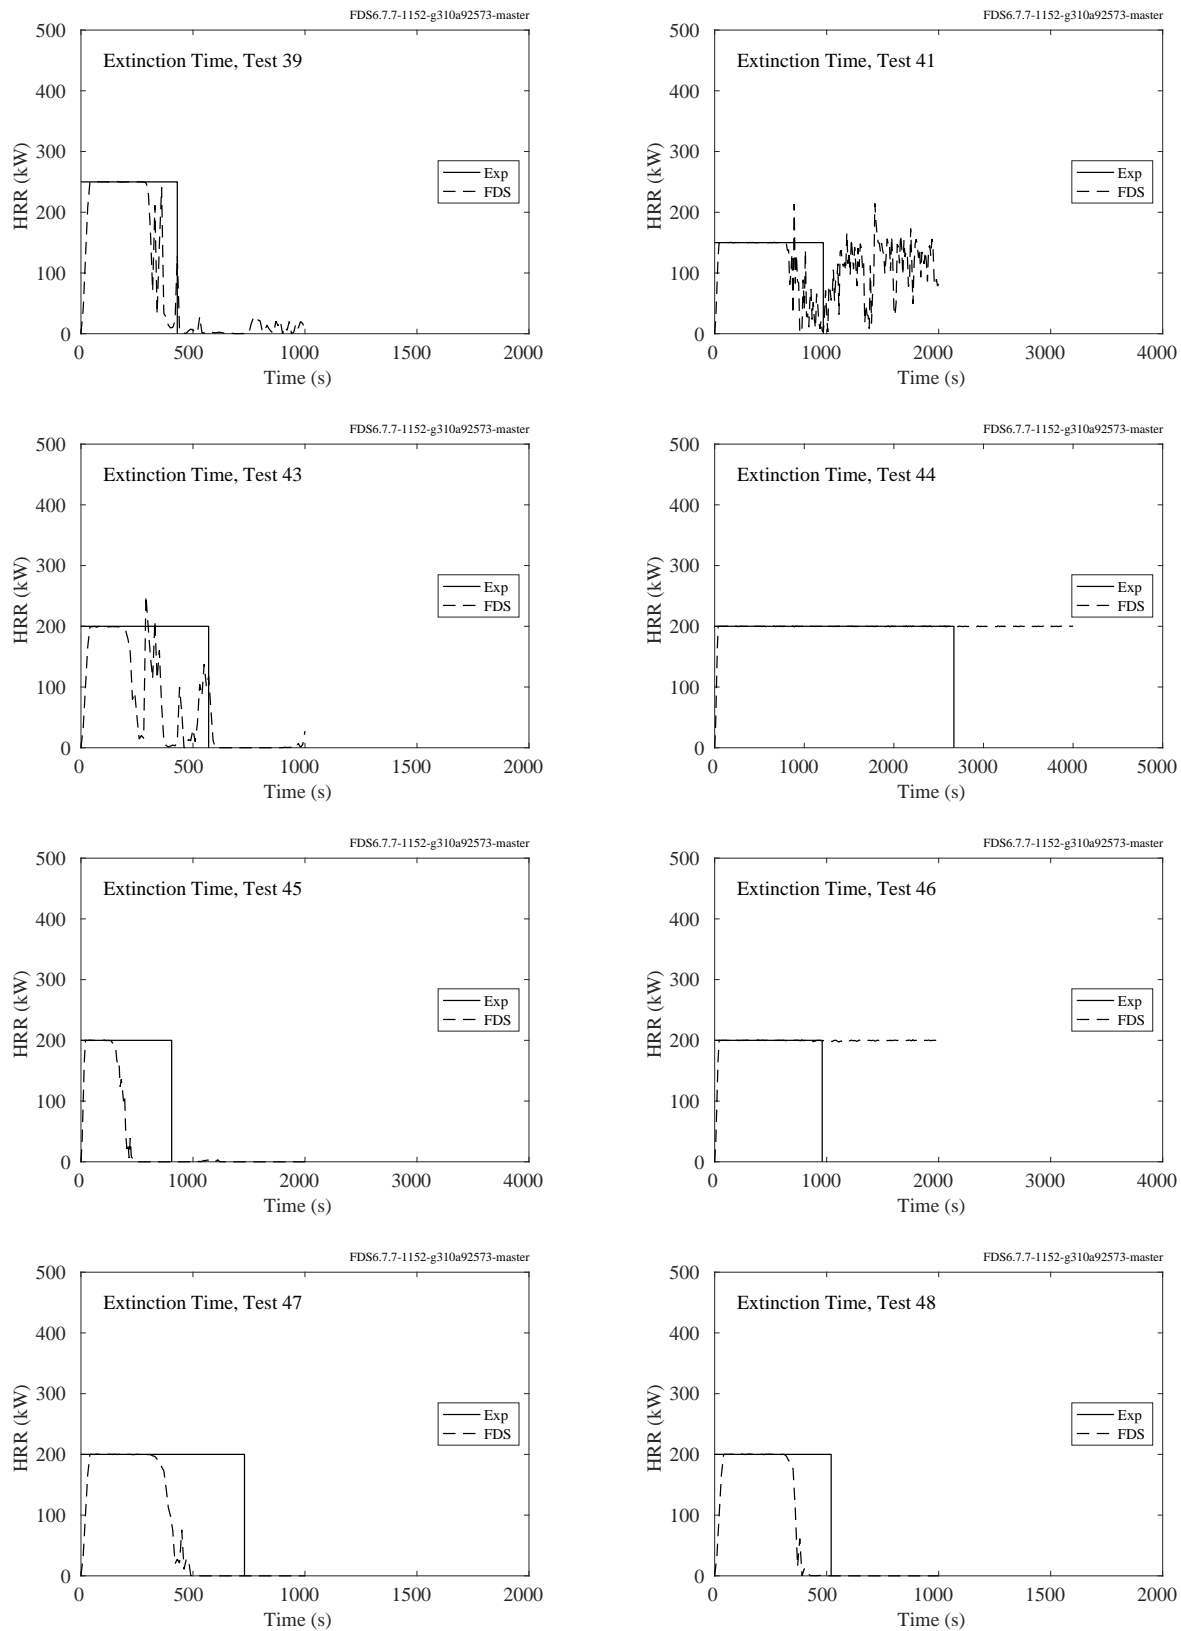 FDS6.7.7-1152-g310a92573-master
Extinction Time, Test 39
500
400
300
200
100
0
HRR (kW)
Exp
FDS
0 500 1000 1500 2000
Time (s)
FDS6.7.7-1152-g310a92573-master
Extinction Time, Test 41
500
400
300
200
100
0
HRR (kW)
Exp
FDS
0 1000 2000 3000 4000
Time (s)
FDS6.7.7-1152-g310a92573-master
Extinction Time, Test 43
500
400
300
200
100
0
HRR (kW)
Exp
FDS
0 500 1000 1500 2000
Time (s)
FDS6.7.7-1152-g310a92573-master
Extinction Time, Test 44
500
400
300
200
100
0
HRR (kW)
Exp
FDS
0 1000 2000 3000 4000 5000
Time (s)
FDS6.7.7-1152-g310a92573-master
Extinction Time, Test 45
500
400
300
200
100
0
HRR (kW)
Exp
FDS
0 1000 2000 3000 4000
Time (s)
FDS6.7.7-1152-g310a92573-master
Extinction Time, Test 46
500
400
300
200
100
0
HRR (kW)
Exp
FDS
0 1000 2000 3000 4000
Time (s)
FDS6.7.7-1152-g310a92573-master
Extinction Time, Test 47
500
400
300
200
100
0
HRR (kW)
Exp
FDS
0 500 1000 1500 2000
Time (s)
FDS6.7.7-1152-g310a92573-master
Extinction Time, Test 48
500
400
300
200
100
0
HRR (kW)
Exp
FDS
0 500 1000 1500 2000
Time (s)